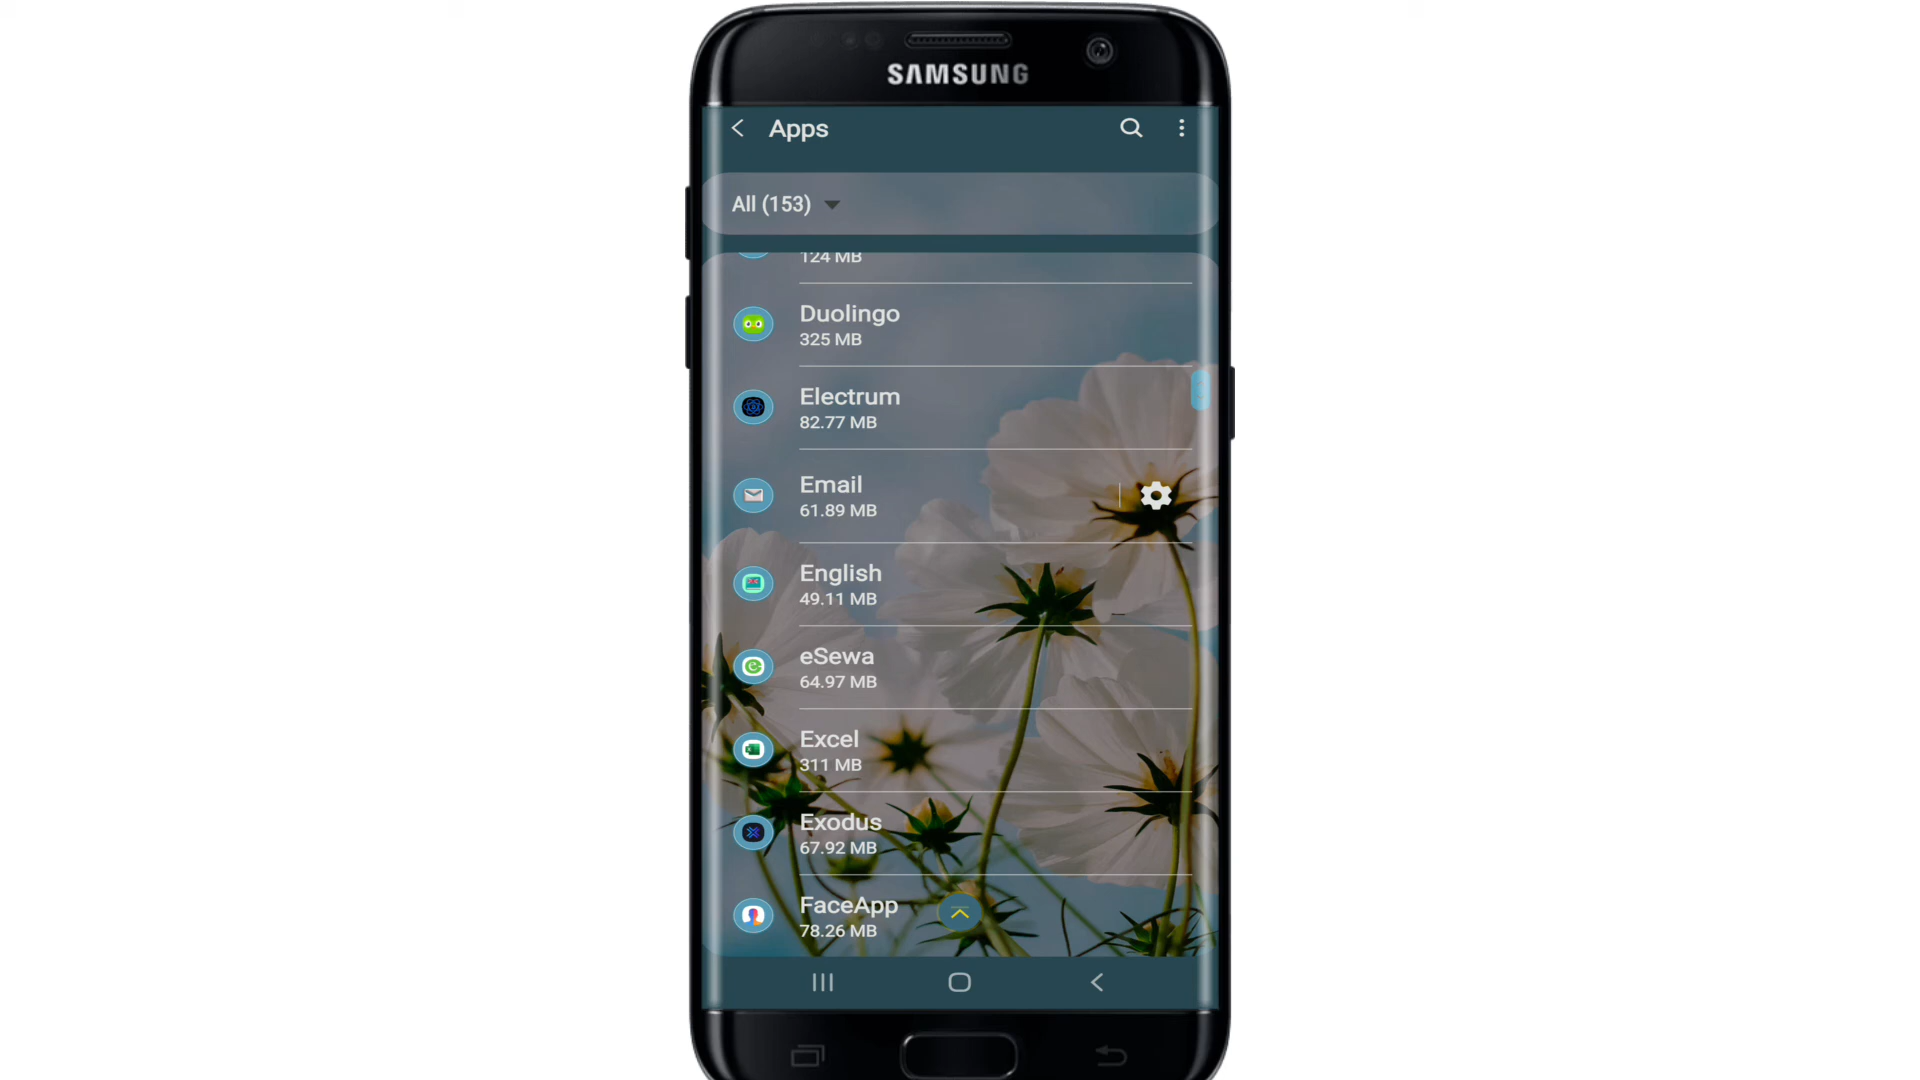 SAMSUNG
Apps
All (153)
124 MB
Duolingo
325 MB
Electrum
82.77 MB
Email
61.89 MB
English
49.11 MB
eSewa
64.97 MB
Excel
311 MB
Exodus
67.92 MB
FaceApp
78.26 MB